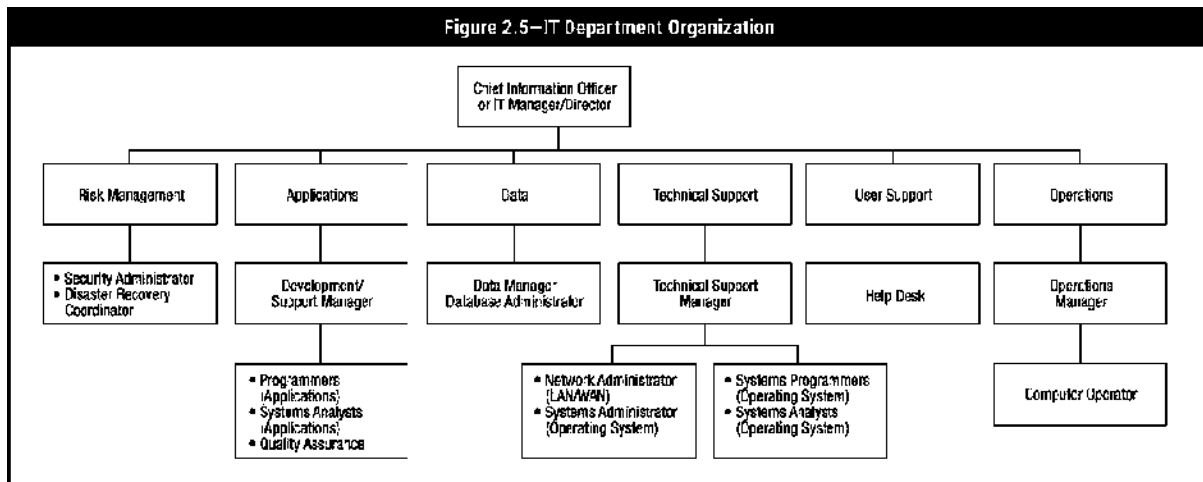 Figure 2.5—IT Department Organization
Chief Information Officer
or IT Manager/Director
Risk Management
Applications
Data
Technical Support
User Support
Operations
• Security Administrator
• Disaster Recovery
Coordinator
Development/
Support Manager
Data Manager
Database Administrator
Technical Support
Manager
Help Desk
Operations
Manager
• Programmers
(Applications)
• Systems Analysts
(Applications)
• Quality Assurance
• Network Administrator
(LAN/WAN)
• Systems Administrator
(Operating System)
• Systems Programmers
(Operating System)
• Systems Analysts
(Operating System)
Computer Operator